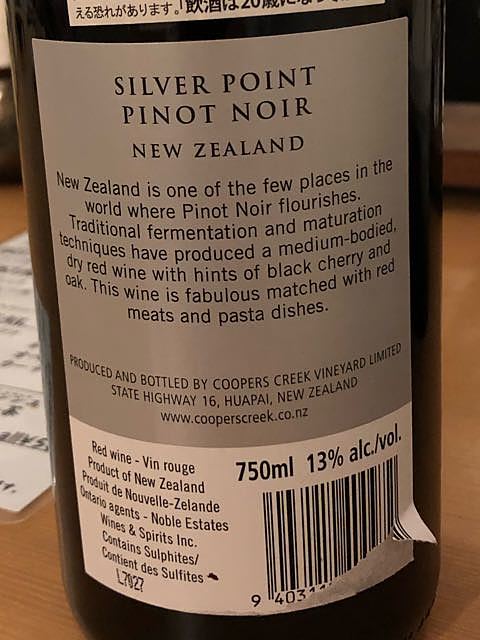 える恐れがあります。「飲酒は20歳になって
SILVER POINT
PINOT NOIR
NEW ZEALAND
New Zealand is one of the few places in the
world where Pinot Noir flourishes.
Traditional fermentation and maturation
techniques have produced a medium-bodied,
dry red wine with hints of black cherry and
oak. This wine is fabulous matched with red
meats and pasta dishes.
PRODUCED AND BOTTLED BY COOPERS CREEK VINEYARD LIMITED
STATE HIGHWAY 16, HUAPAI, NEW ZEALAND
www.cooperscreek.co.nz
Red wine - Vin rouge
Product of New Zealand
Produit de Nouvelle-Zelande
Ontario agents - Noble Estates
Wines & Spirits Inc.
Contains Sulphites/
Contient des Sulfites
L7927
750ml 13% alc./vol.
9 4031